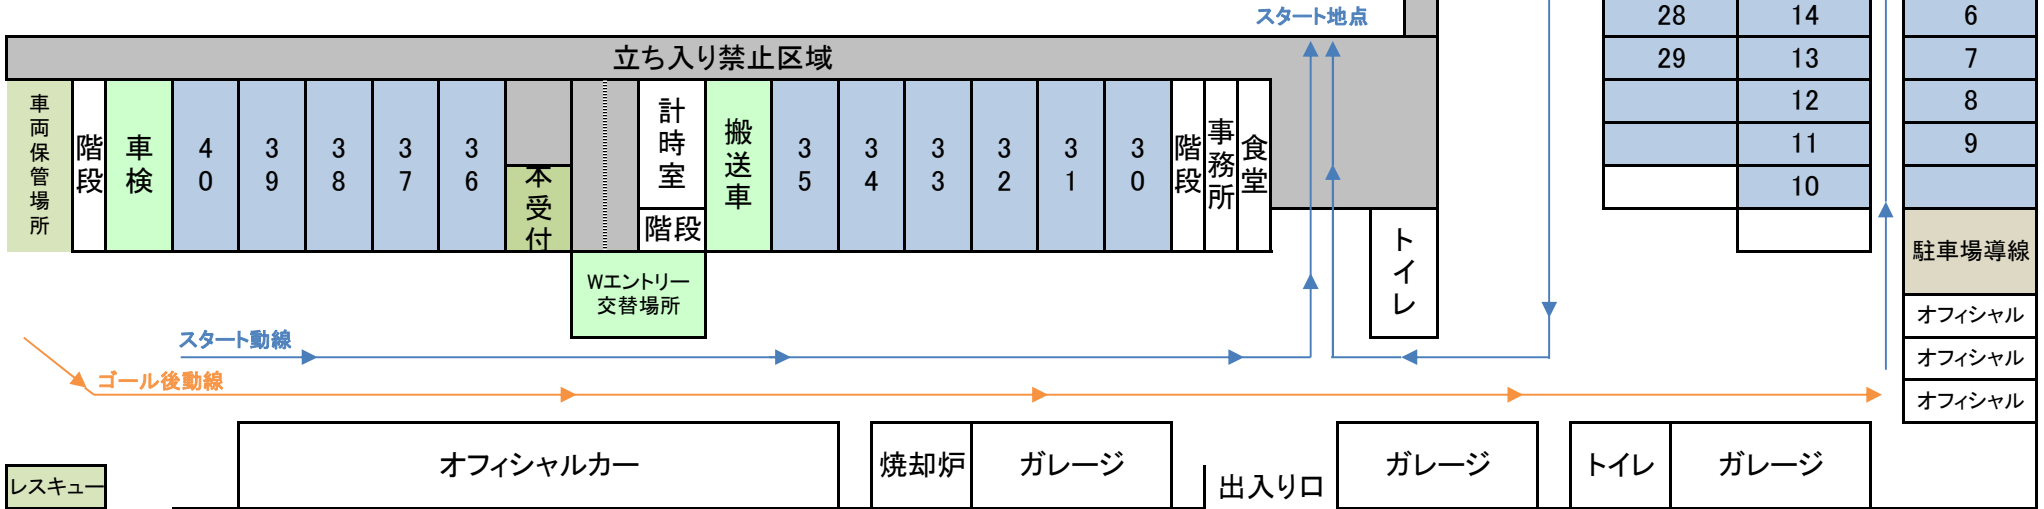 スタート地点
28
14
6
立ち入り禁止区域
29
13
7
12
8
11
9
10
車両保管場所
階段
車検
40
39
38
37
36
本受付
計時室
階段
搬送車
35
34
33
32
31
30
階段
事務所
食堂
トイレ
駐車場導線
Wエントリー
交替場所
オフィシャル
オフィシャル
オフィシャル
スタート動線
ゴール後動線
オフィシャルカー
焼却炉
ガレージ
出入り口
ガレージ
トイレ
ガレージ
レスキュー